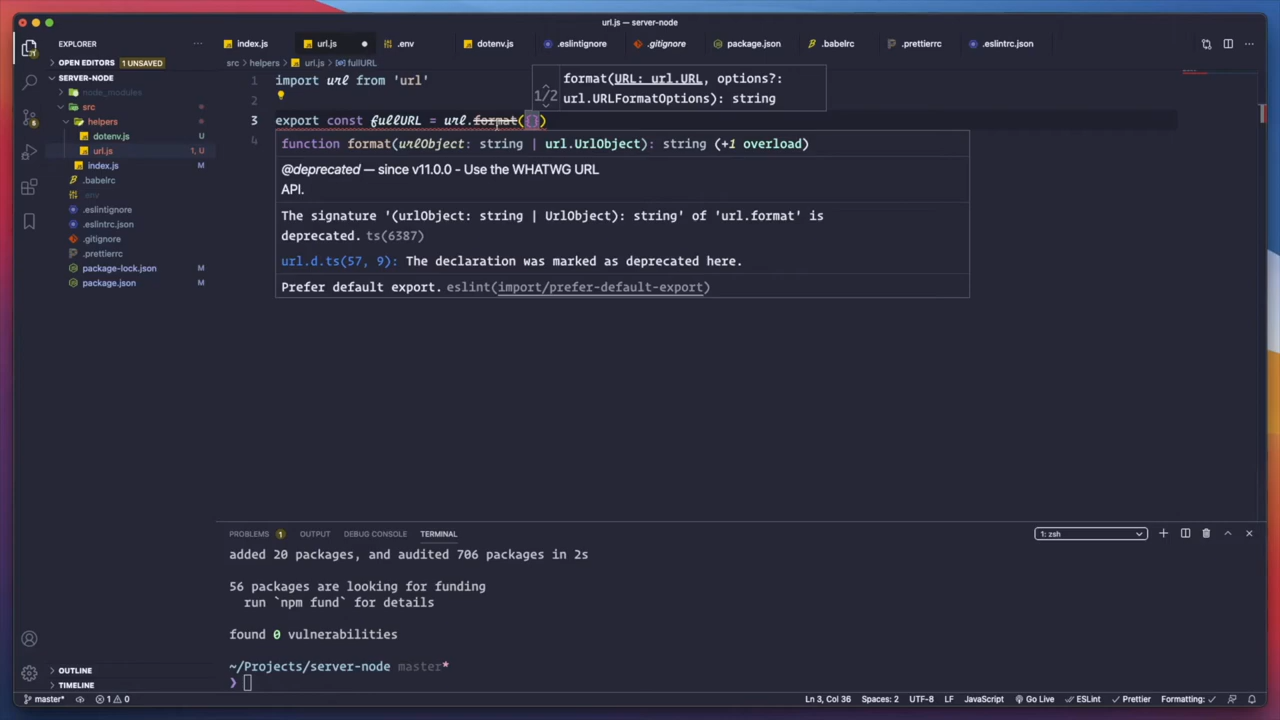 url.js — server-node
EXPLORER
index.js
url.js
.env
dotenv.js
.eslintignore
.gitignore
package.json
.babelrc
.prettierrc
.eslintrc.json
OPEN EDITORS 1 UNSAVED
src > helpers > url.js > fullURL
SERVER-NODE
node_modules
src
helpers
dotenv.js U
url.js 1, U
index.js M
.babelrc
.env
.eslintignore
.eslintrc.json
.gitignore
.prettierrc
package-lock.json M
package.json M
1 import url from 'url'
2
3 export const fullURL = url.format({})
4
1/2
format(URL: url.URL, options?:
url.URLFormatOptions): string
function format(urlObject: string | url.UrlObject): string (+1 overload)
@deprecated — since v11.0.0 - Use the WHATWG URL
API.
The signature '(urlObject: string | UrlObject): string' of 'url.format' is
deprecated. ts(6387)
url.d.ts(57, 9): The declaration was marked as deprecated here.
Prefer default export. eslint(import/prefer-default-export)
PROBLEMS 1 OUTPUT DEBUG CONSOLE TERMINAL
1: zsh
added 20 packages, and audited 706 packages in 2s
56 packages are looking for funding
run `npm fund` for details
found 0 vulnerabilities
~/Projects/server-node master*
❯
OUTLINE
TIMELINE
master* 1 0
Ln 3, Col 36 Spaces: 2 UTF-8 LF JavaScript Go Live ESLint Prettier Formatting: